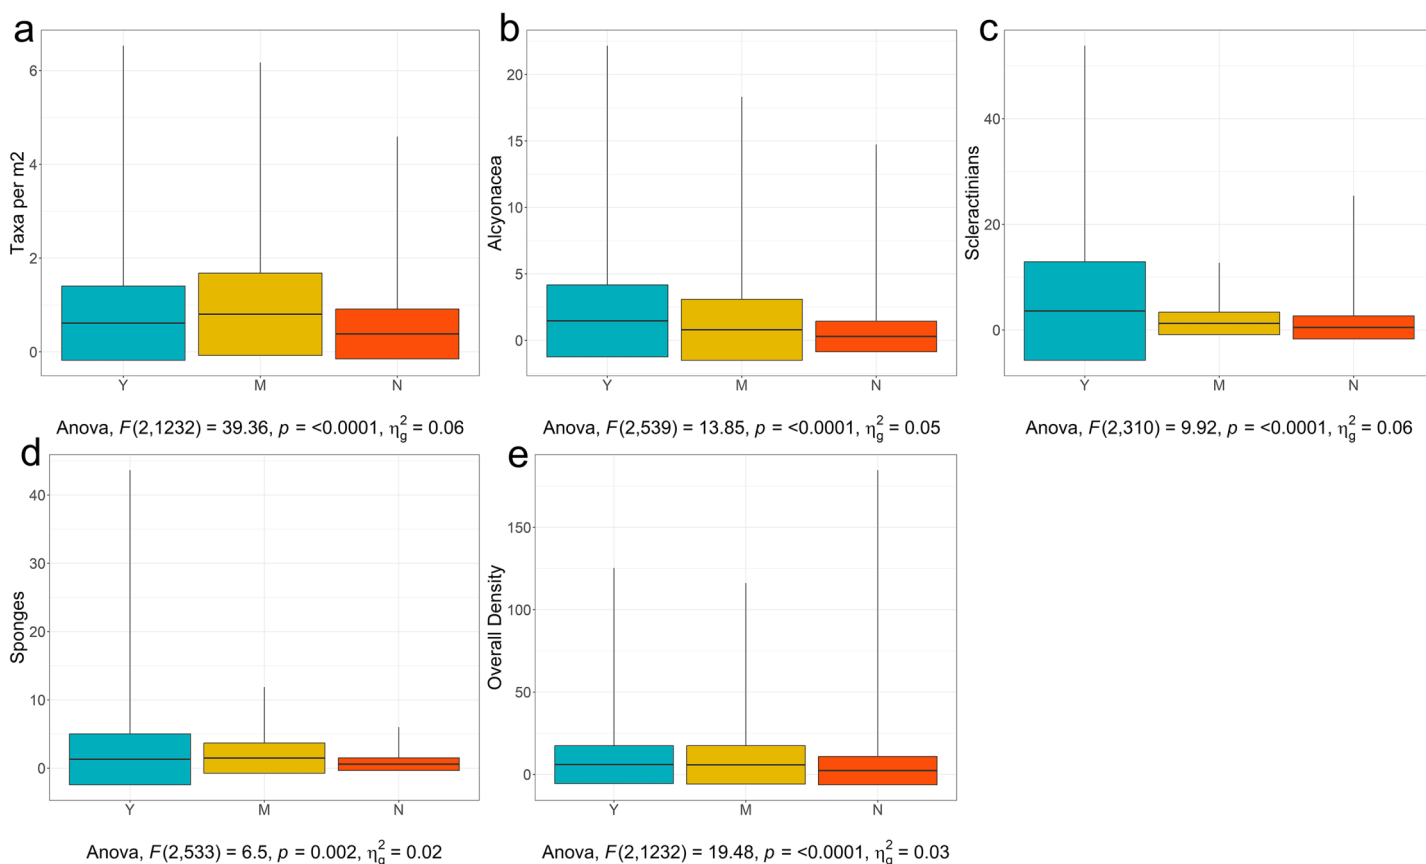 a
Taxa per m2
6
4
2
0
Y M N
Anova, F(2,1232) = 39.36, p = <0.0001, η²g = 0.06
b
Alcyonacea
20
15
10
5
0
Y M N
Anova, F(2,539) = 13.85, p = <0.0001, η²g = 0.05
c
Scleractinians
40
20
0
Y M N
Anova, F(2,310) = 9.92, p = <0.0001, η²g = 0.06
d
Sponges
40
30
20
10
0
Y M N
Anova, F(2,533) = 6.5, p = 0.002, η²g = 0.02
e
Overall Density
150
100
50
0
Y M N
Anova, F(2,1232) = 19.48, p = <0.0001, η²g = 0.03